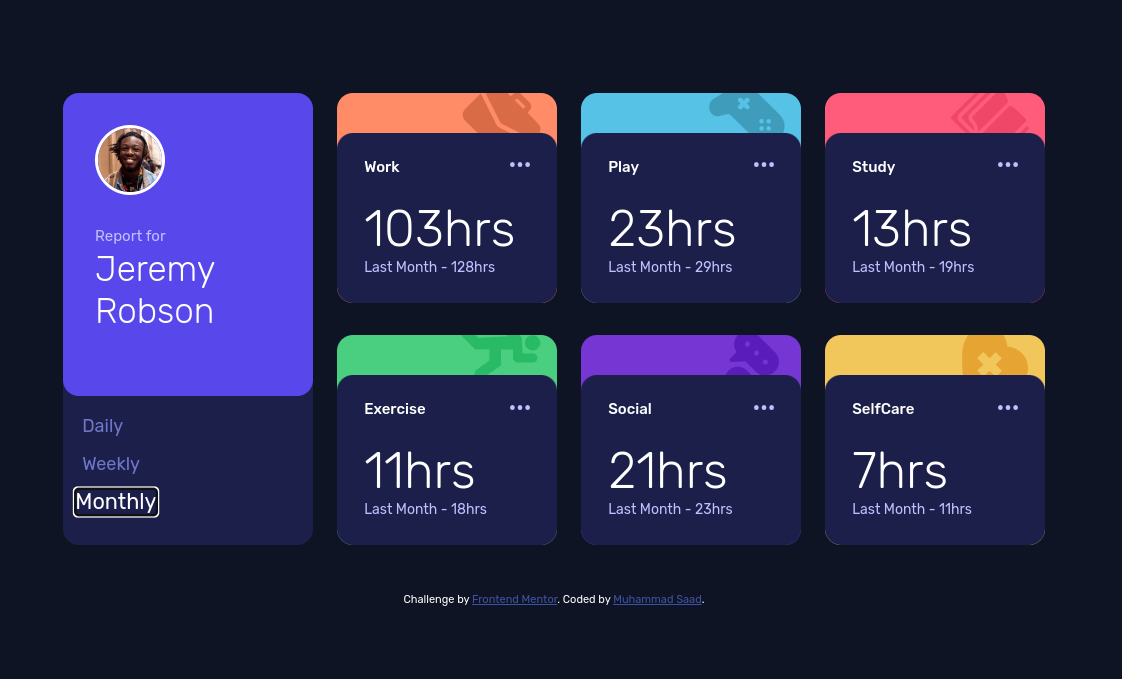 Report for
Jeremy
Robson
Daily
Weekly
Monthly
Work
103hrs
Last Month - 128hrs
Play
23hrs
Last Month - 29hrs
Study
13hrs
Last Month - 19hrs
Exercise
11hrs
Last Month - 18hrs
Social
21hrs
Last Month - 23hrs
SelfCare
7hrs
Last Month - 11hrs
Challenge by Frontend Mentor. Coded by Muhammad Saad.